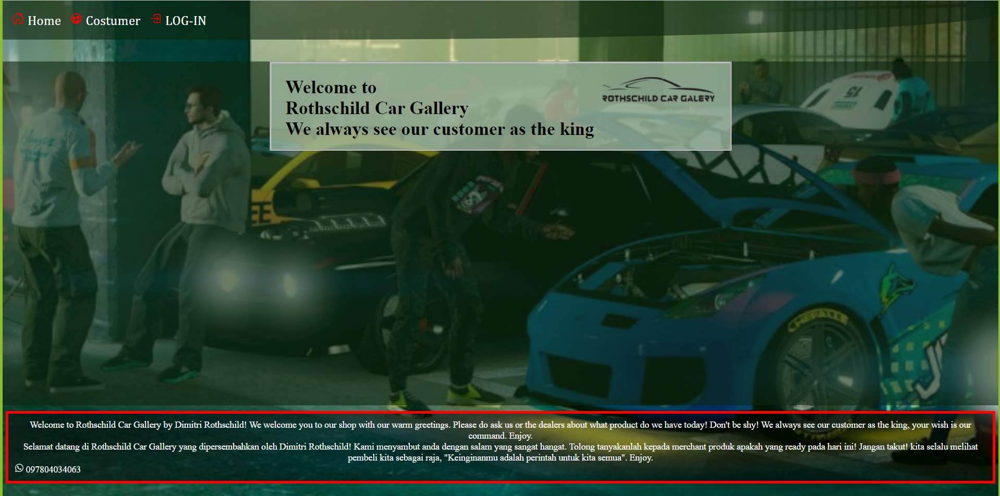 Home Costumer LOG-IN
Welcome to
Rothschild Car Gallery
We always see our customer as the king
ROTHSCHILD CAR GALERY
Welcome to Rothschild Car Gallery by Dimitri Rothschild! We welcome you to our shop with our warm greetings. Please do ask us or the dealers about what product do we have today! Don't be shy! We always see our customer as the king, your wish is our
command. Enjoy.
Selamat datang di Rothschild Car Gallery yang dipersembahkan oleh Dimitri Rothschild! Kami menyambut anda dengan salam yang sangat hangat. Tolong tanyakanlah kepada merchant produk apakah yang ready pada hari ini! Jangan takut! kita selalu melihat
pembeli kita sebagai raja, "Keinginanmu adalah perintah untuk kita semua". Enjoy.
097804034063